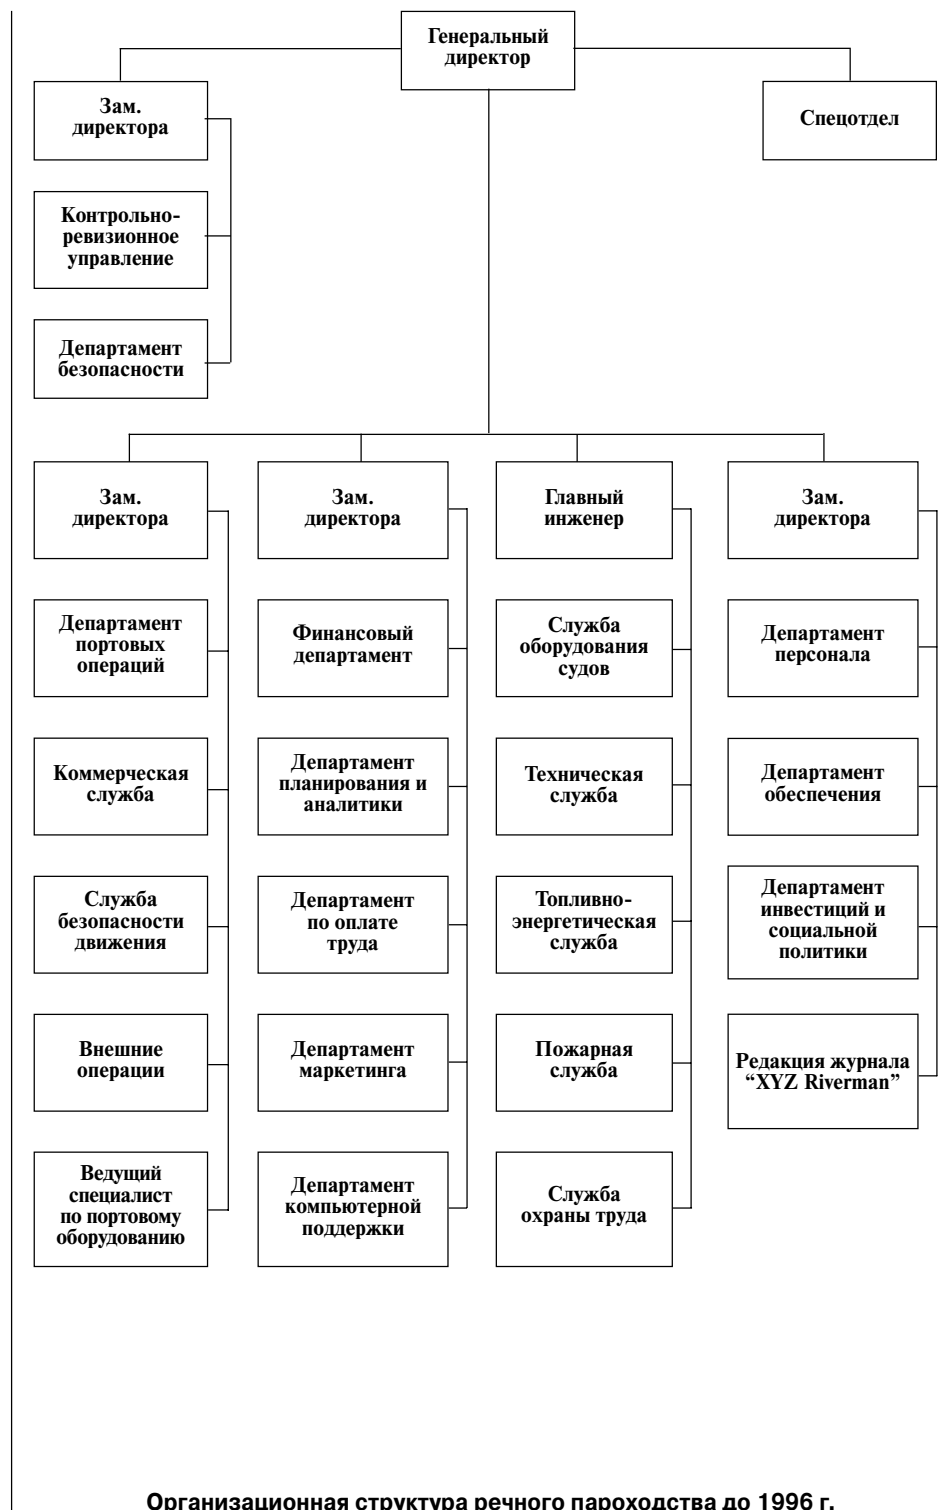 Генеральный
директор
Зам.
директора
Спецотдел
Контрольно-
ревизионное
управление
Департамент
безопасности
Зам.
директора
Департамент
портовых
операций
Коммерческая
служба
Служба
безопасности
движения
Внешние
операции
Ведущий
специалист
по портовому
оборудованию
Зам.
директора
Финансовый
департамент
Департамент
планирования и
аналитики
Департамент
по оплате
труда
Департамент
маркетинга
Департамент
компьютерной
поддержки
Главный
инженер
Служба
оборудования
судов
Техническая
служба
Топливно-
энергетическая
служба
Пожарная
служба
Служба
охраны труда
Зам.
директора
Департамент
персонала
Департамент
обеспечения
Департамент
инвестиций и
социальной
политики
Редакция журнала
“XYZ Riverman”
Организационная структура речного пароходства до 1996 г.